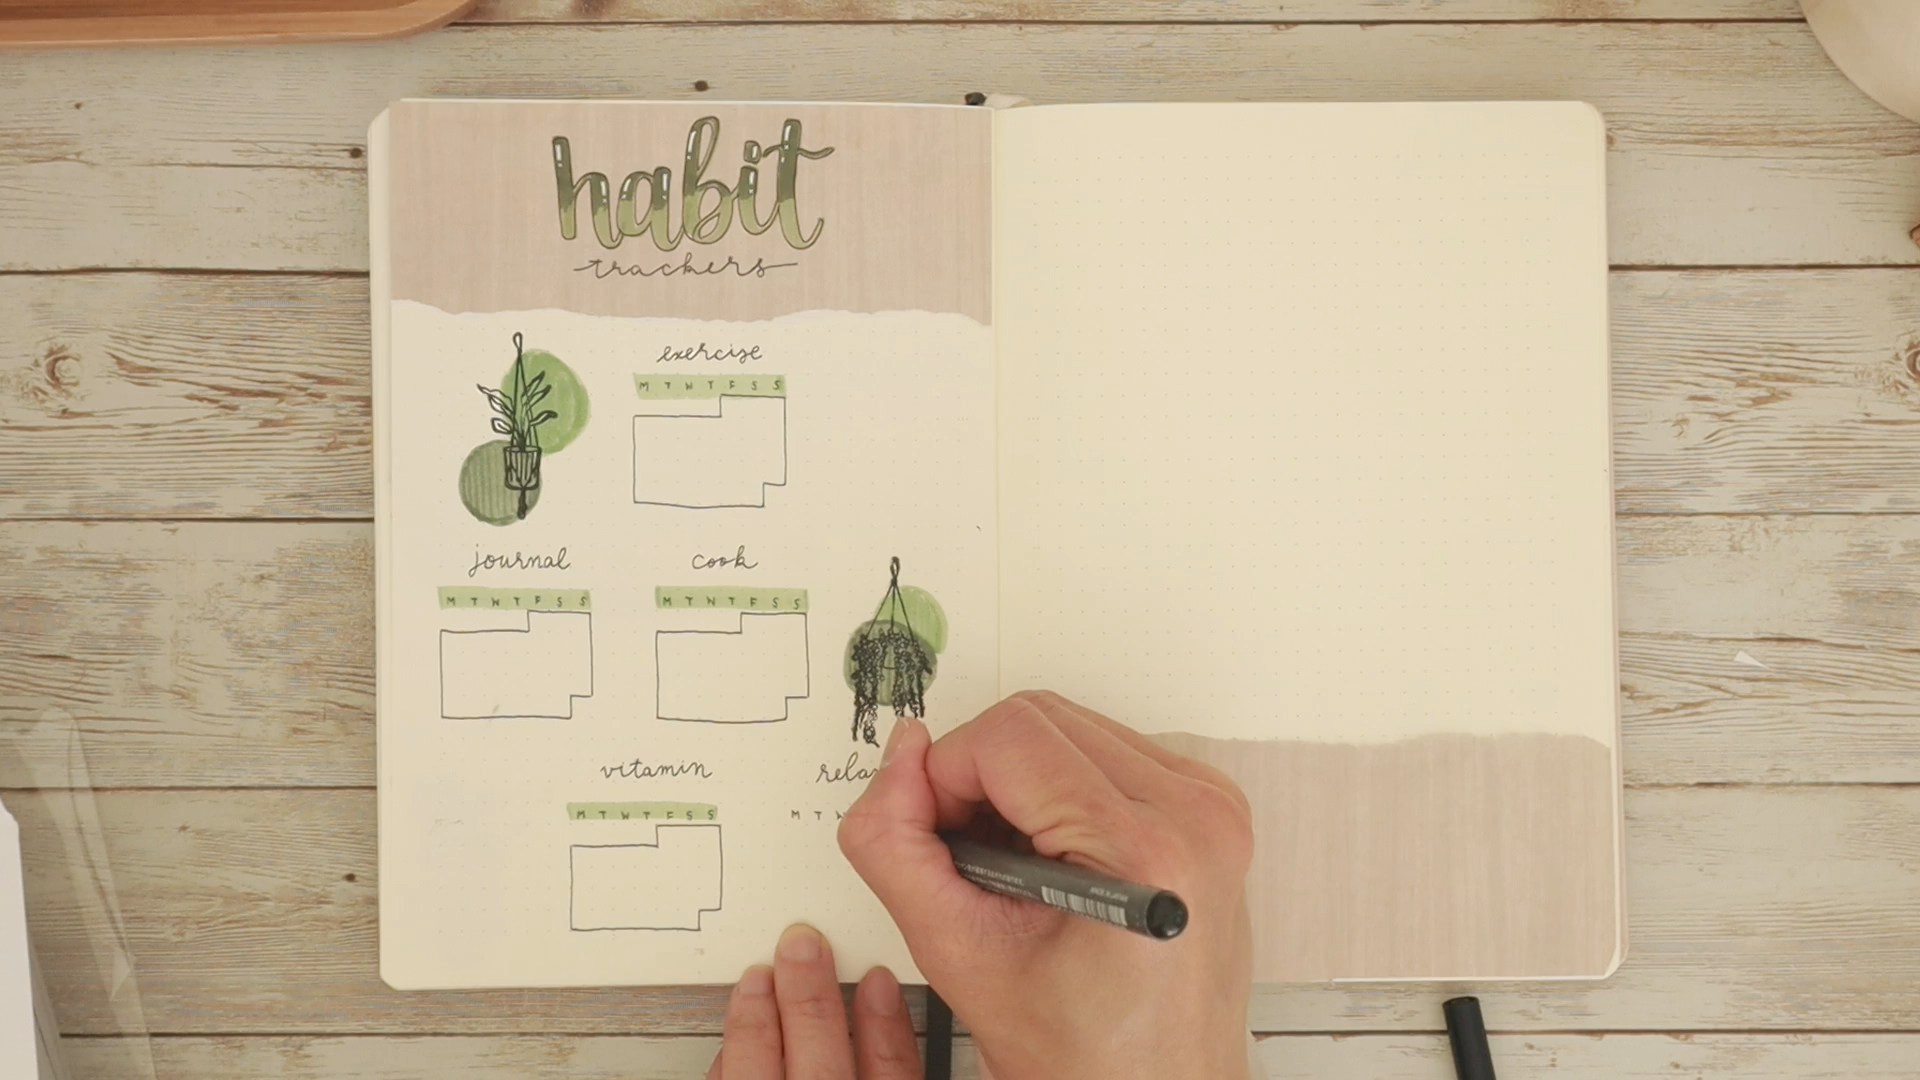 habit
trackers
exercise
M T W T F S S
journal
cook
M T W T F S S
M T W T F S S
vitamin
M T W T F S S
M T